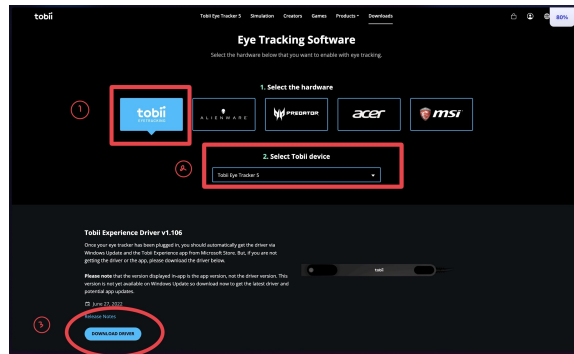 tobii
Tobii Eye Tracker 5 Simulation Creators Games Products Downloads
80%
Eye Tracking Software
Select the hardware below that you want to enable with eye tracking.
1. Select the hardware
1
tobii
ALIENWARE
PREDATOR
acer
msi
2. Select Tobii device
2
Tobii Eye Tracker 5
Tobii Experience Driver v1.106
Once your eye tracker has been plugged in, you should automatically get the driver via
Windows Update and the Tobii Experience app from Microsoft Store. But, if you are not
getting the driver or the app, please download the driver below.
Please note that the version displayed in-app is the app version, not the driver version. This
version is not yet available on Windows Update so download now to get the latest driver and
potential app updates.
tobii
June 27, 2022
Release Notes
3
DOWNLOAD DRIVER